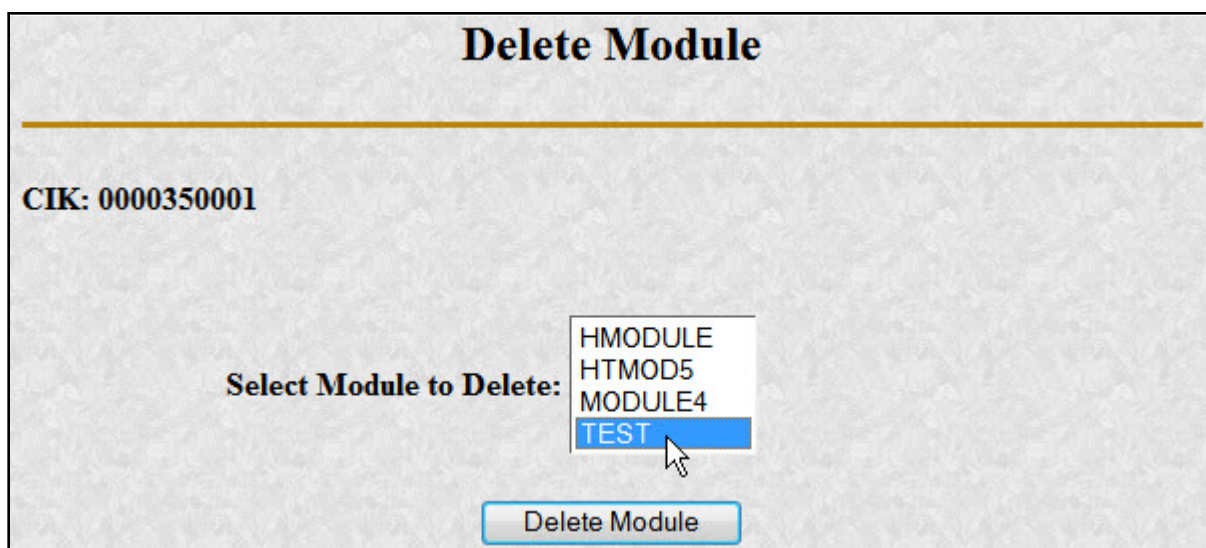 Delete Module
CIK: 0000350001
Select Module to Delete:
HMODULE
HTMOD5
MODULE4
TEST
Delete Module